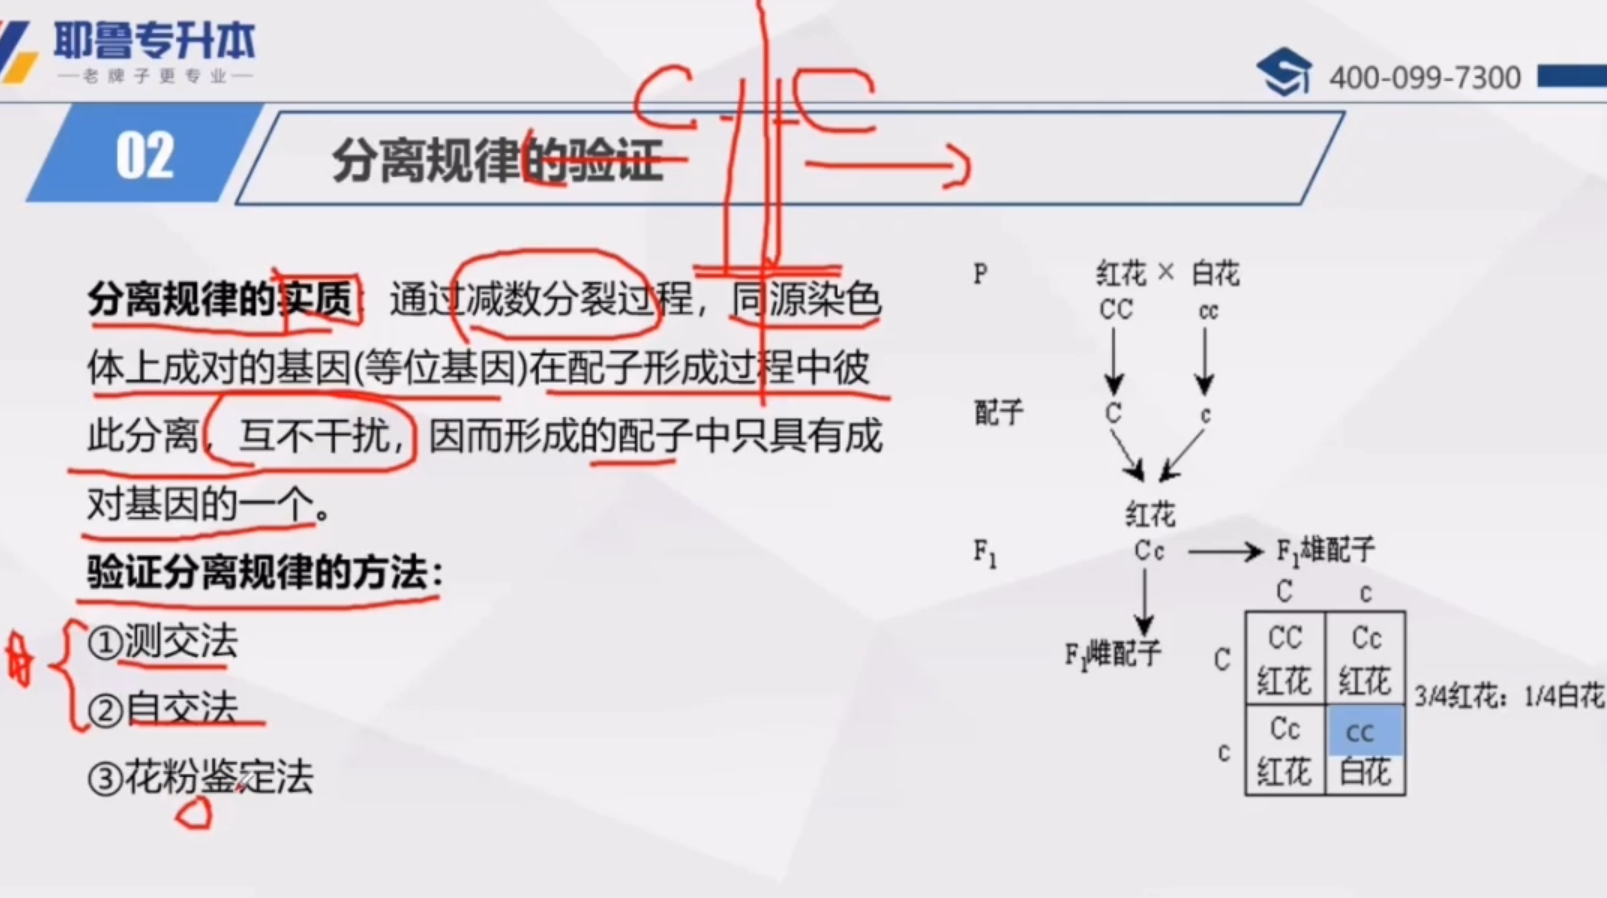 耶鲁专升本
老牌子更专业
400-099-7300
02
分离规律的验证
C C
分离规律的实质：通过减数分裂过程，同源染色
体上成对的基因(等位基因)在配子形成过程中彼
此分离，互不干扰，因而形成的配子中只具有成
对基因的一个。
验证分离规律的方法：
①测交法
②自交法
③花粉鉴定法
P 红花 × 白花
CC cc
配子 C c
红花
F1 Cc F1雄配子
C c
F1雌配子
C CC Cc
红花 红花
3/4红花：1/4白花
c Cc cc
红花 白花